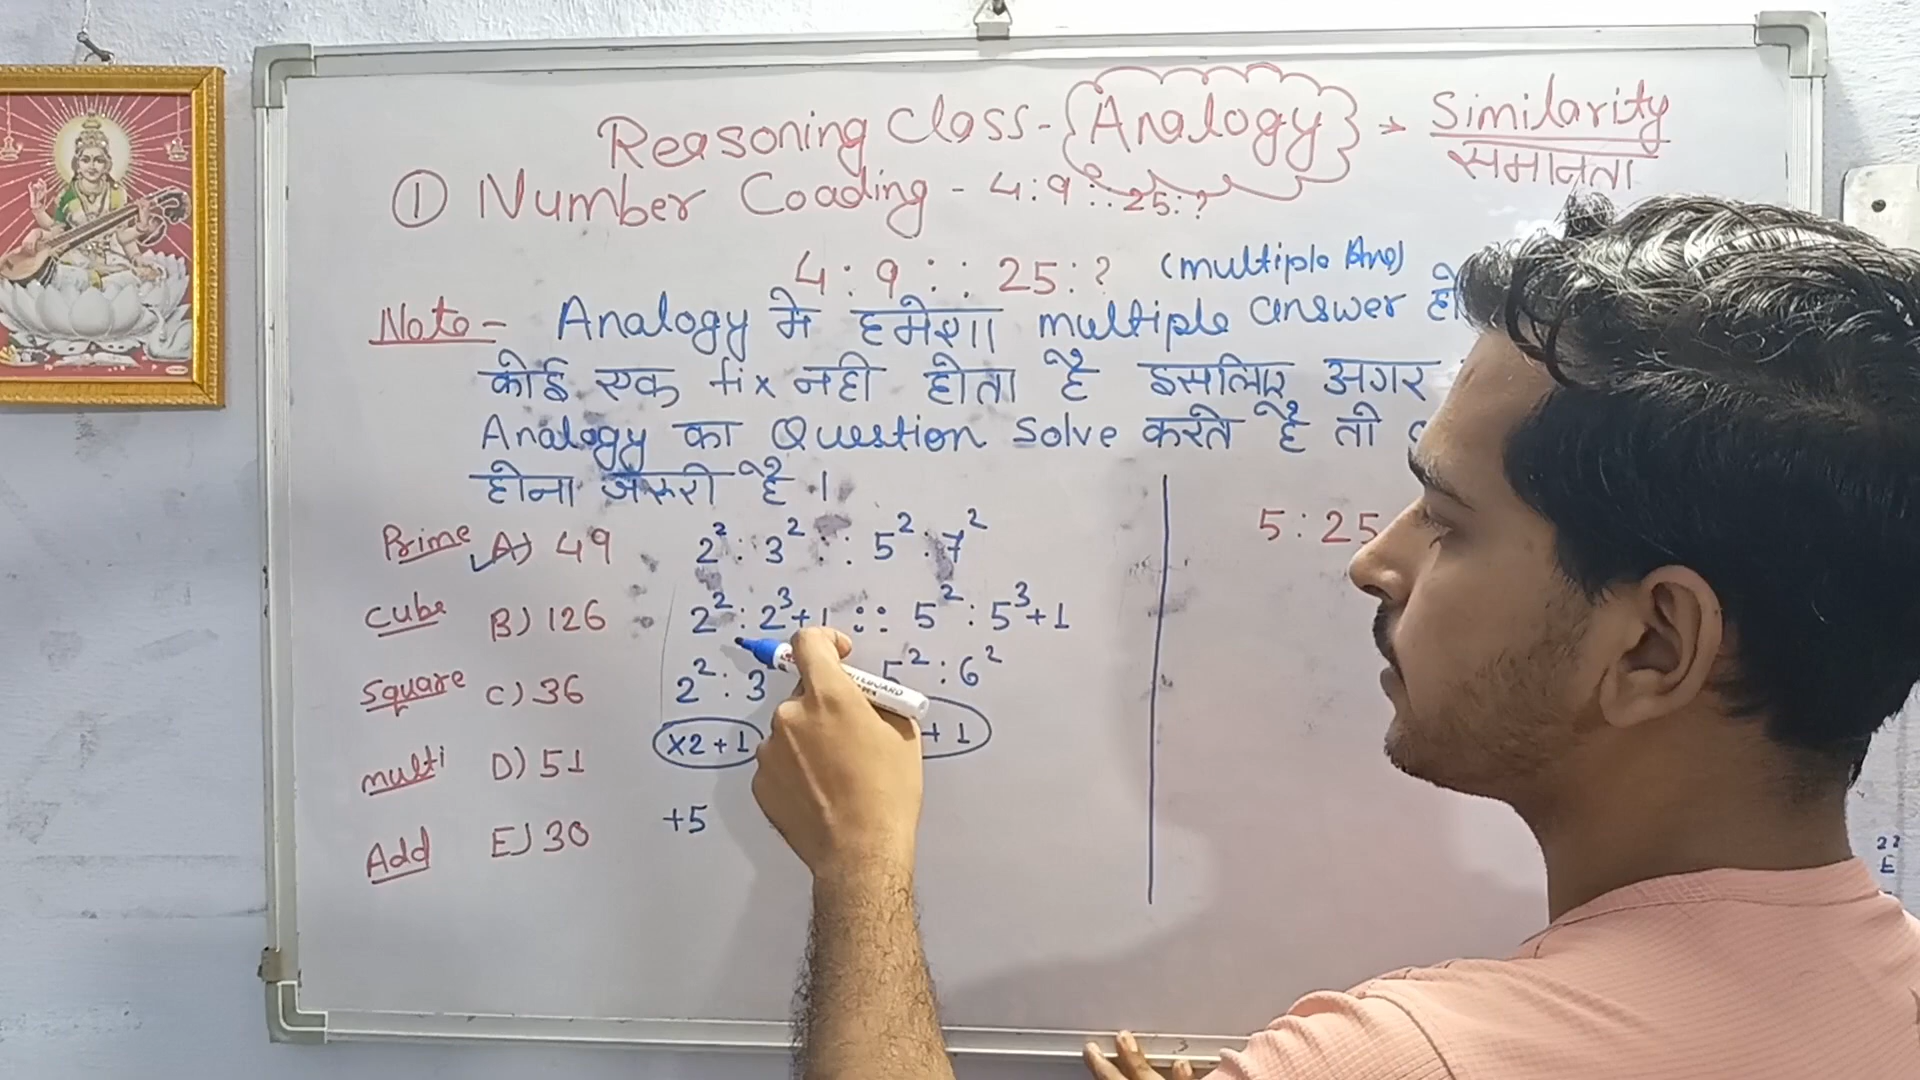 Reasoning Class - Analogy → Similarity
समानता
① Number Coading - 4:9::25:?
4 : 9 : : 25 : ? (multiple Ans)
Note - Analogy मे हमेशा multiple answer
कोई एक fix नही होता है इसलिए अगर
Analogy का Question Solve करते है तो
होना जरूरी है ।
Prime A) 49 2² : 3² : : 5² : 7²
Cube B) 126 2² : 2³+1 :: 5² : 5³+1
Square C) 36 2² : 3 5² : 6²
multi D) 51 ×2+1 +1
Add E) 30 +5
5 : 25